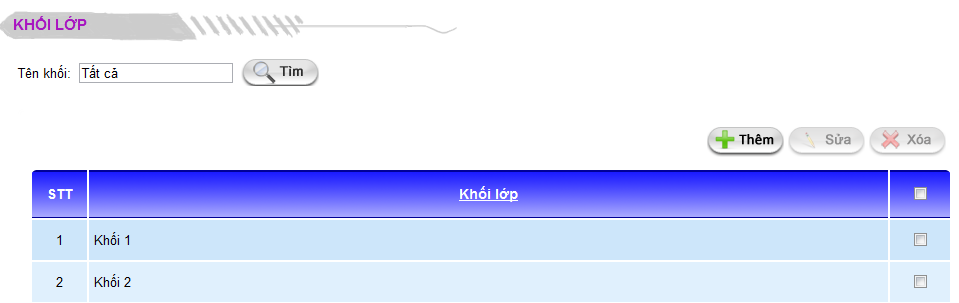 KHỐI LỚP
Tên khối: Tất cả Tìm
Thêm Sửa Xóa
STT Khối lớp
1 Khối 1
2 Khối 2